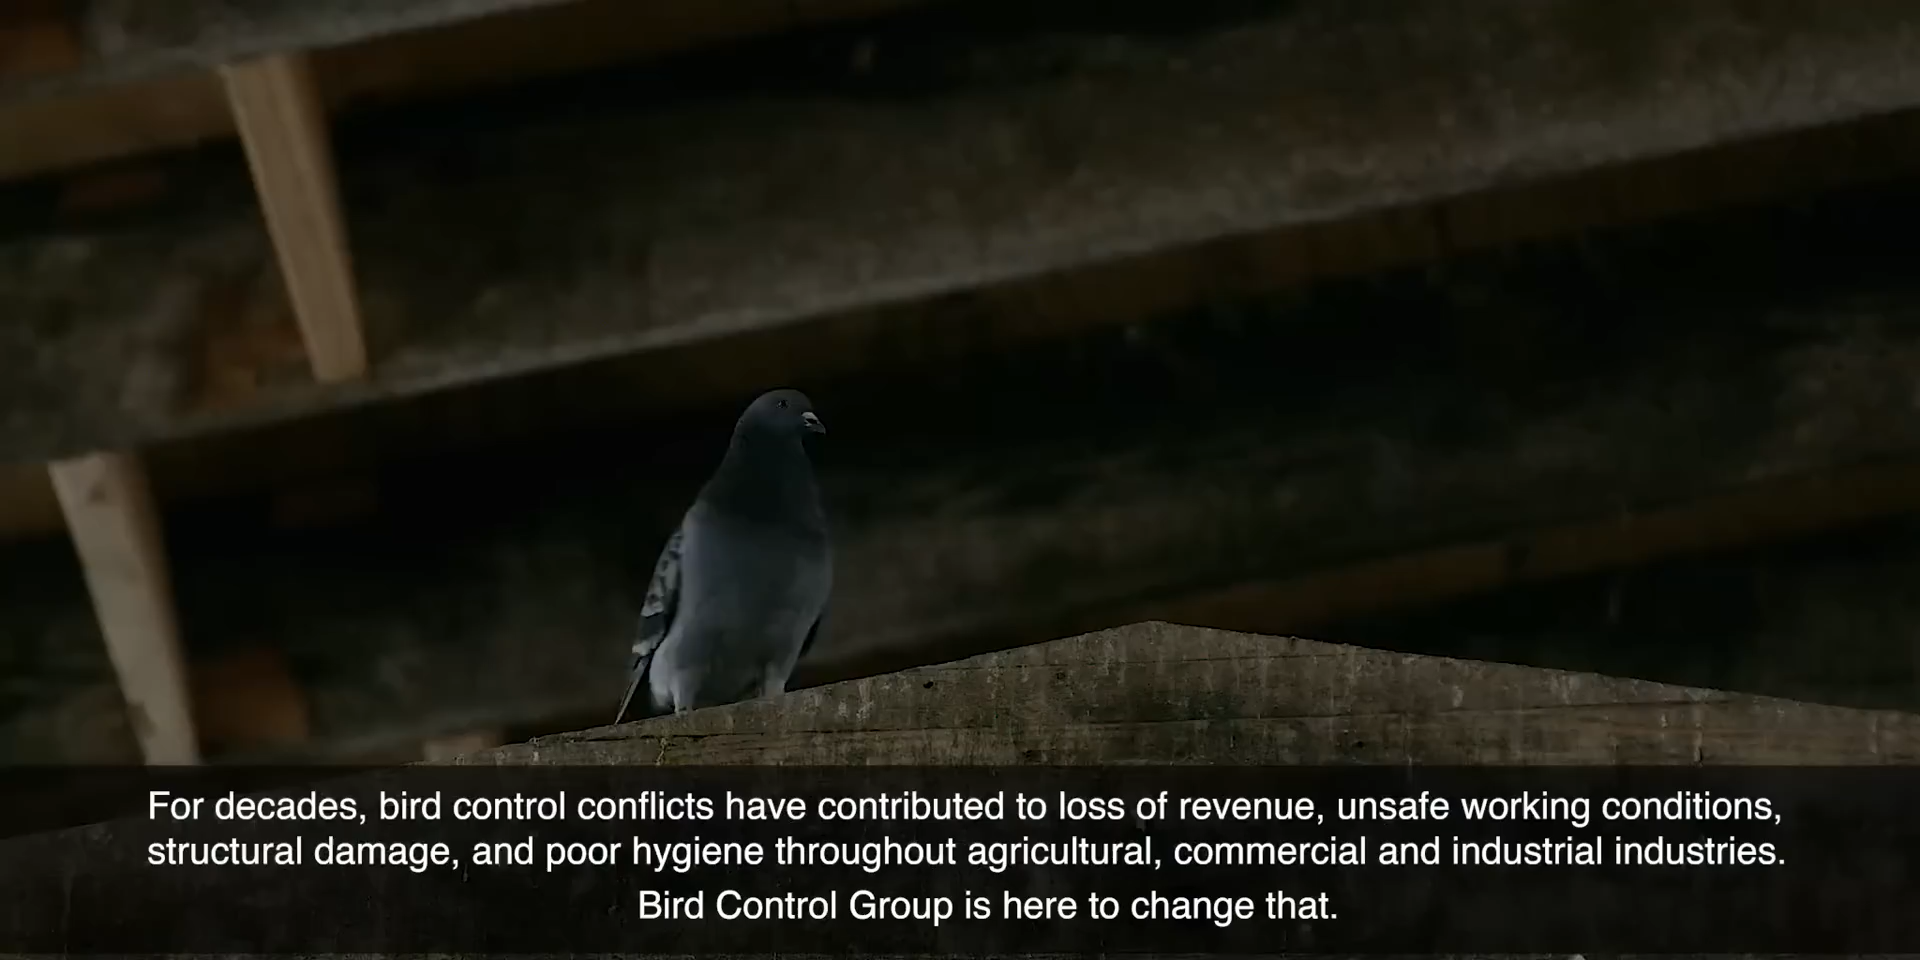 For decades, bird control conflicts have contributed to loss of revenue, unsafe working conditions,
structural damage, and poor hygiene throughout agricultural, commercial and industrial industries.
Bird Control Group is here to change that.